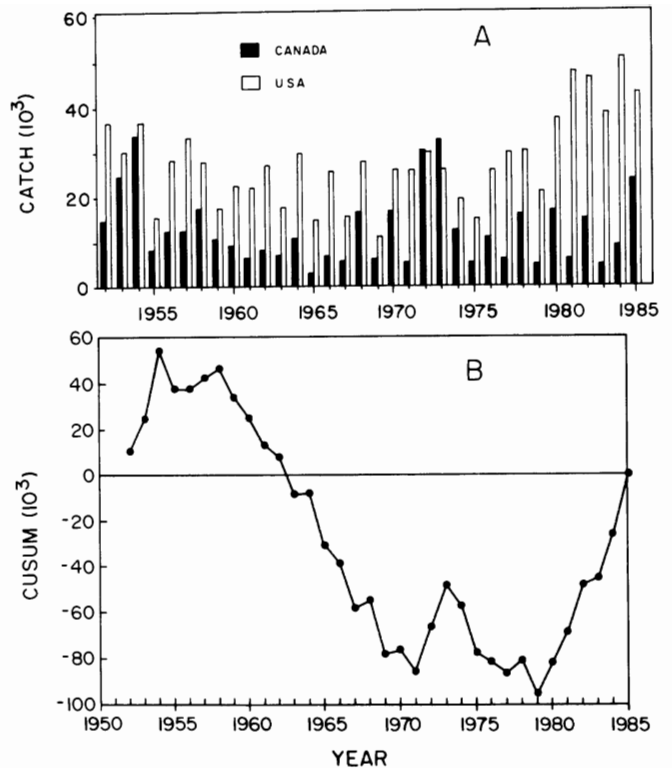 60
A
CANADA
USA
40
20
0
CATCH (10³)
1955 1960 1965 1970 1975 1980 1985
60
B
40
20
0
-20
-40
-60
-80
-100
CUSUM (10³)
1950 1955 1960 1965 1970 1975 1980 1985
YEAR